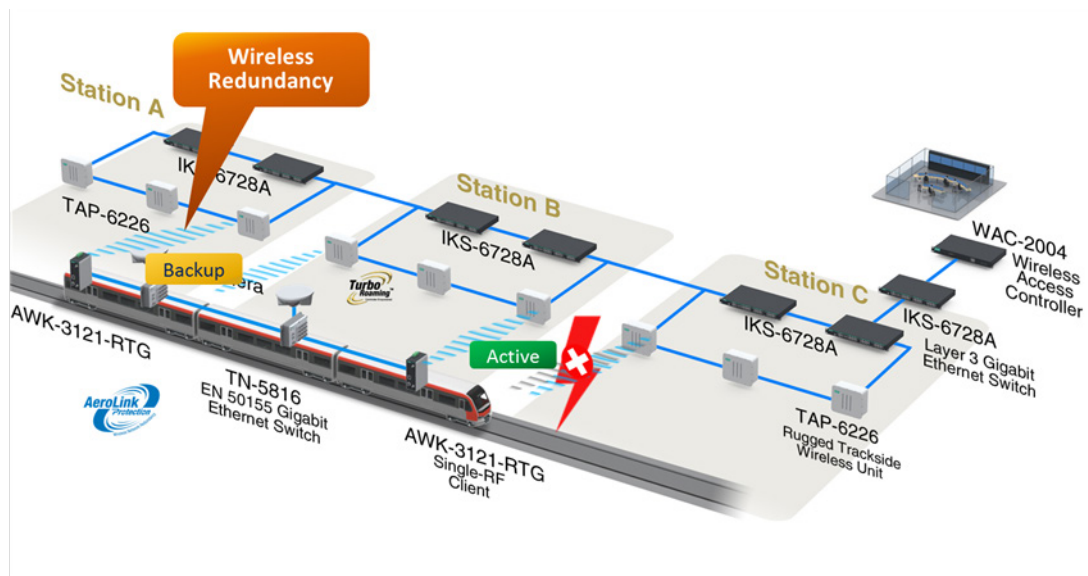 Wireless
Redundancy
Station A
IKS-6728A
TAP-6226
Backup
era
AWK-3121-RTG
AeroLink
Protection
Station B
IKS-6728A
Turbo
Roaming™
Active
TN-5816
EN 50155 Gigabit
Ethernet Switch
AWK-3121-RTG
Single-RF
Client
Station C
IKS-6728A
WAC-2004
Wireless
Access
Controller
IKS-6728A
Layer 3 Gigabit
Ethernet Switch
TAP-6226
Rugged Trackside
Wireless Unit